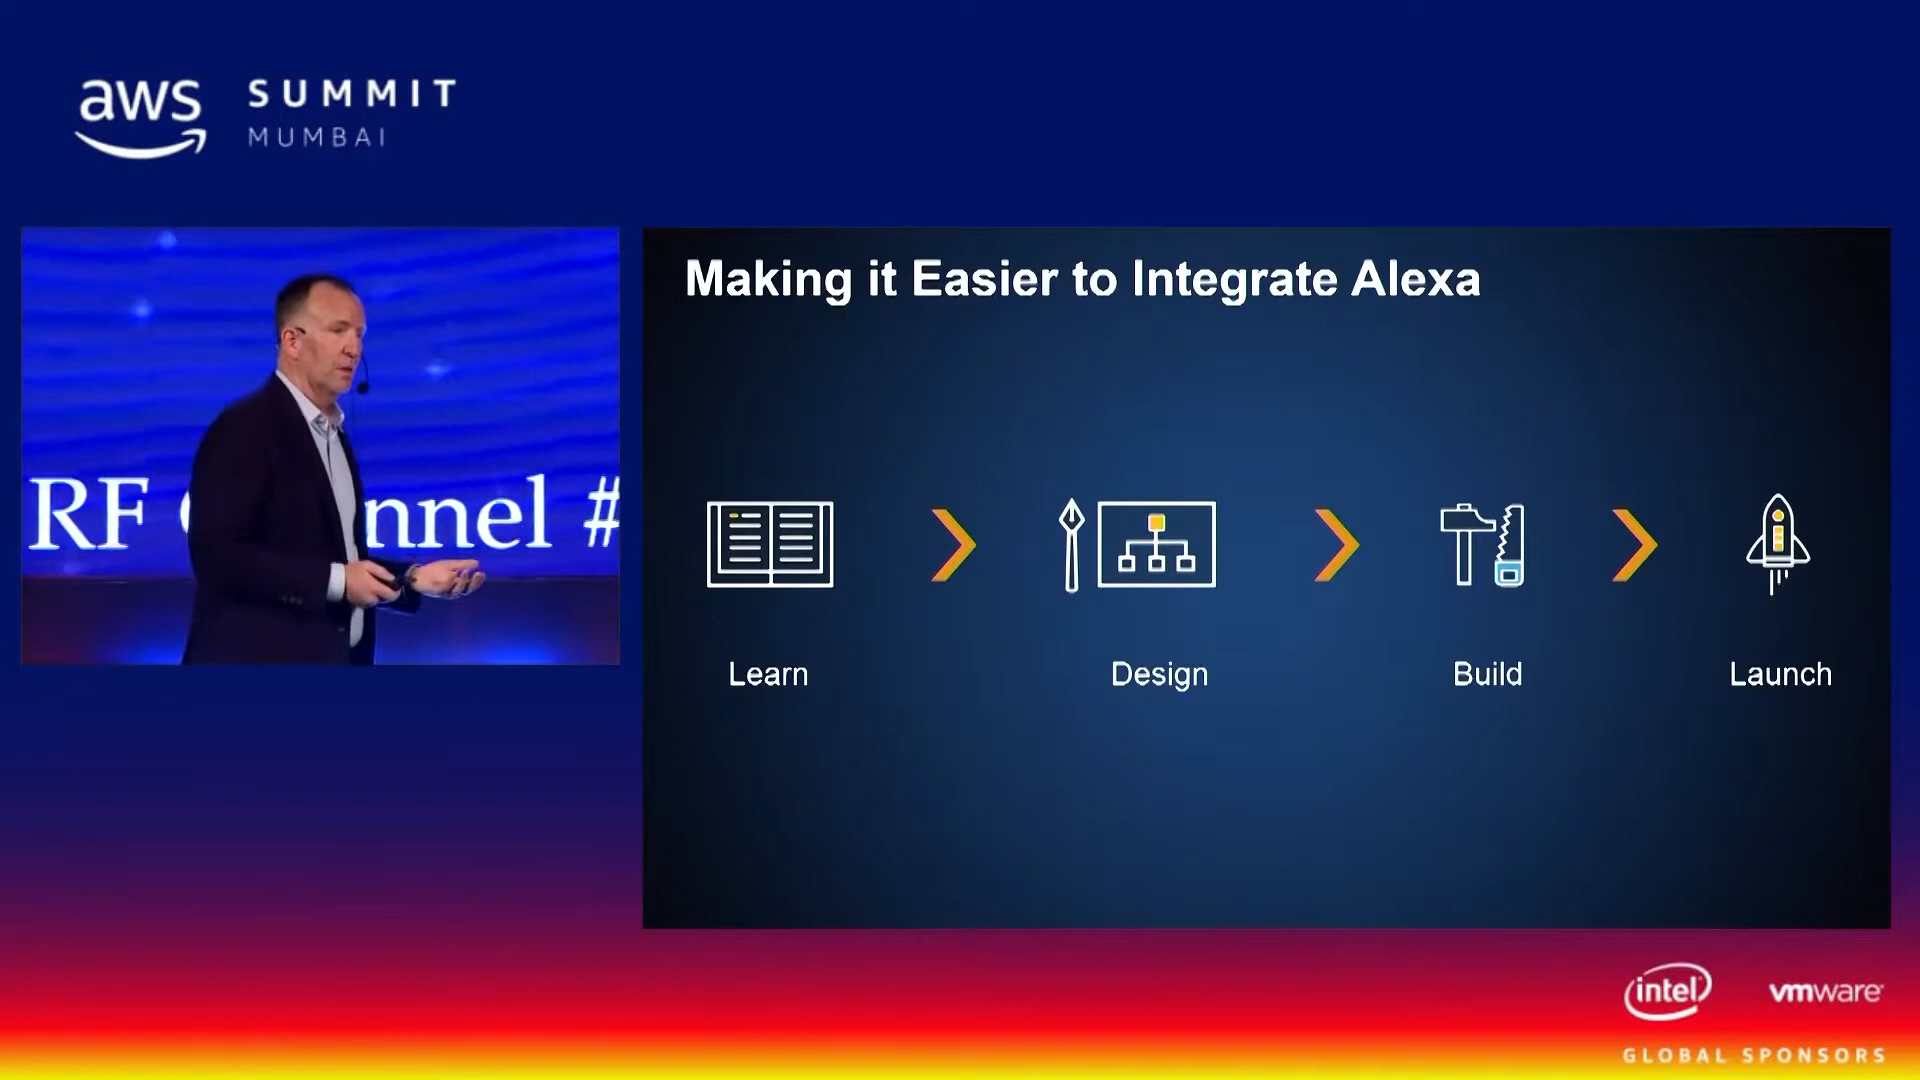 aws SUMMIT
MUMBAI
Making it Easier to Integrate Alexa
RF nnel #
Learn
Design
Build
Launch
intel vmware
GLOBAL SPONSORS